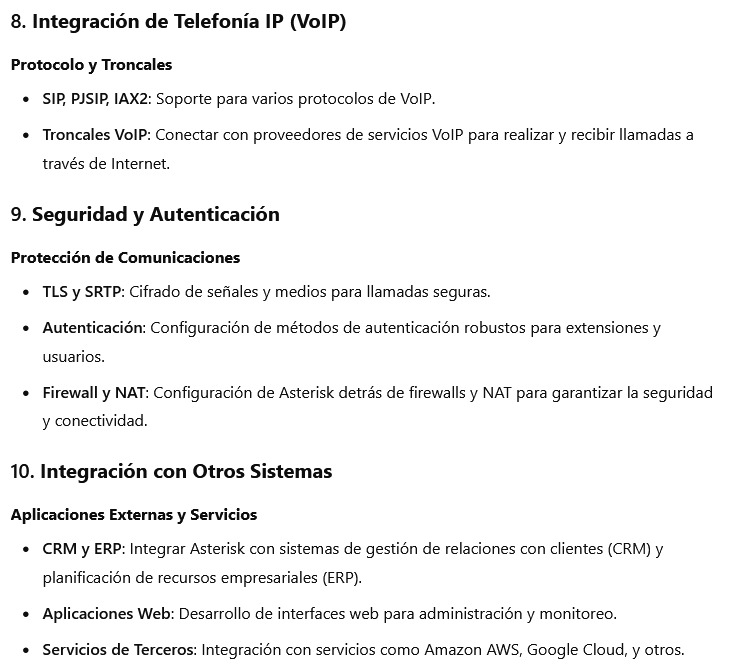 8. Integración de Telefonía IP (VoIP)
Protocolo y Troncales
• SIP, PJSIP, IAX2: Soporte para varios protocolos de VoIP.
• Troncales VoIP: Conectar con proveedores de servicios VoIP para realizar y recibir llamadas a
través de Internet.
9. Seguridad y Autenticación
Protección de Comunicaciones
• TLS y SRTP: Cifrado de señales y medios para llamadas seguras.
• Autenticación: Configuración de métodos de autenticación robustos para extensiones y
usuarios.
• Firewall y NAT: Configuración de Asterisk detrás de firewalls y NAT para garantizar la seguridad
y conectividad.
10. Integración con Otros Sistemas
Aplicaciones Externas y Servicios
• CRM y ERP: Integrar Asterisk con sistemas de gestión de relaciones con clientes (CRM) y
planificación de recursos empresariales (ERP).
• Aplicaciones Web: Desarrollo de interfaces web para administración y monitoreo.
• Servicios de Terceros: Integración con servicios como Amazon AWS, Google Cloud, y otros.